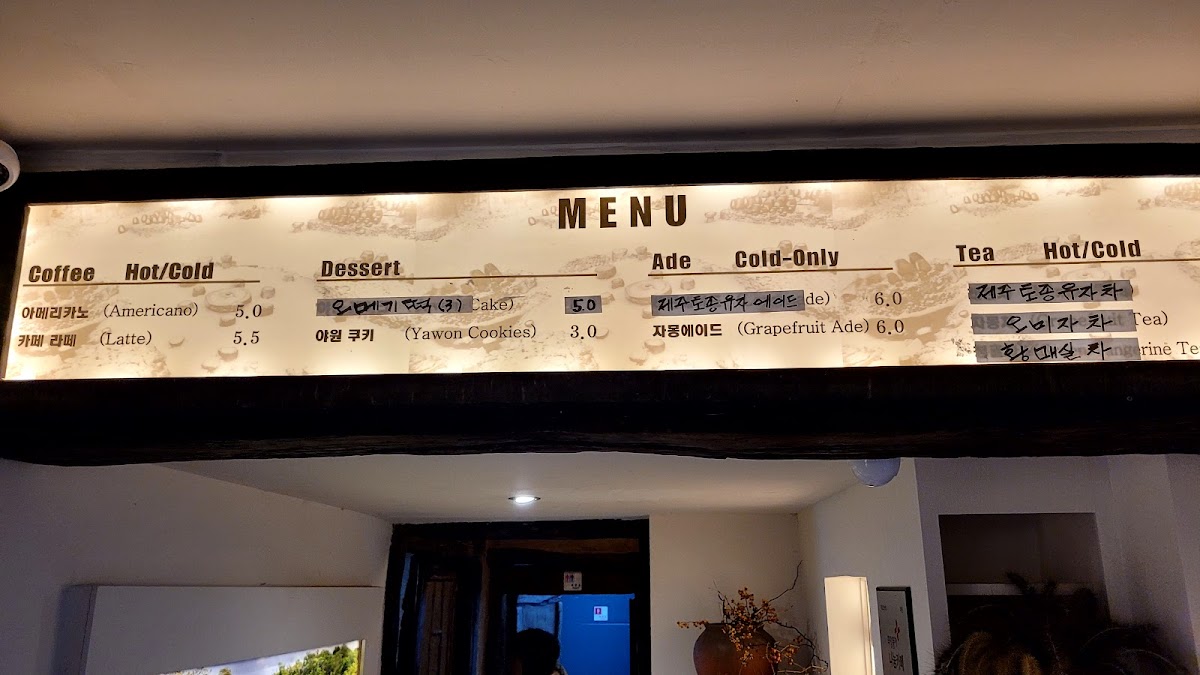 MENU
Coffee Hot/Cold
아메리카노 (Americano) 5.0
카페 라떼 (Latte) 5.5
Dessert
오메기떡 (3) Cake) 5.0
야원 쿠키 (Yawon Cookies) 3.0
Ade Cold-Only
제주토종유자에이드 de) 6.0
자몽에이드 (Grapefruit Ade) 6.0
Tea Hot/Cold
제주토종유자차
오미자차 Tea)
황매실차 ngerine Te